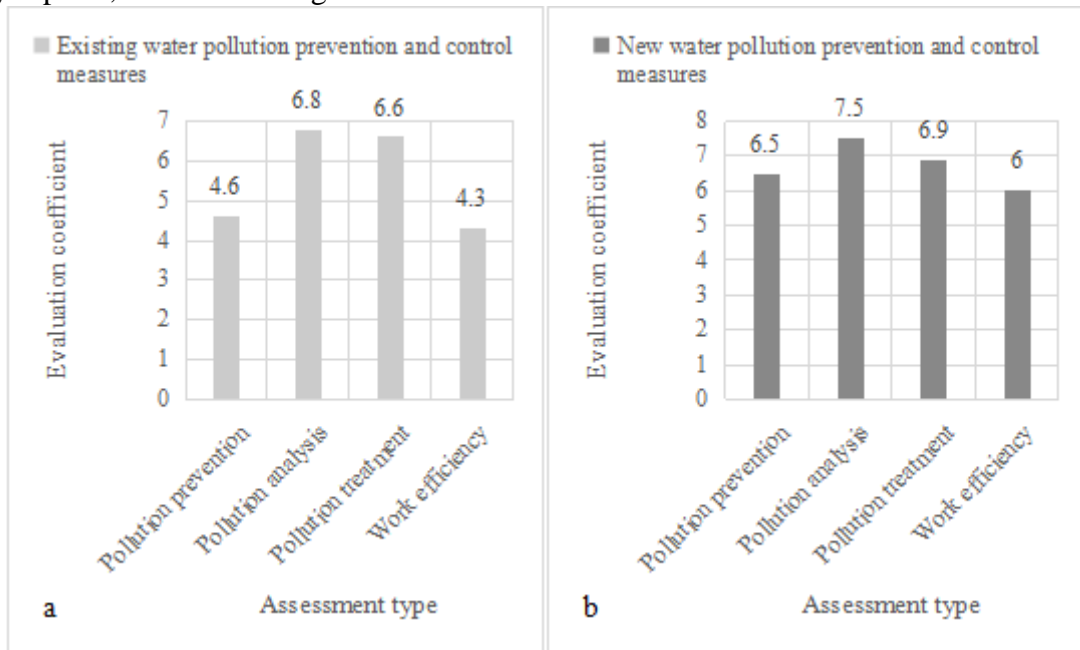 Existing water pollution prevention and control
measures
6.8
6.6
4.6
4.3
7
6
5
4
3
2
1
0
Evaluation coefficient
Pollution prevention
Pollution analysis
Pollution treatment
Work efficiency
a
Assessment type
New water pollution prevention and control
measures
7.5
6.9
6.5
6
8
7
6
5
4
3
2
1
0
Evaluation coefficient
Pollution prevention
Pollution analysis
Pollution treatment
Work efficiency
b
Assessment type